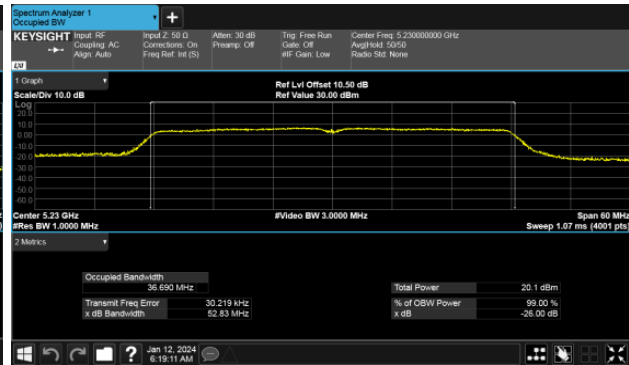 Spectrum Analyzer 1
Occupied BW
+
KEYSIGHT Input: RF Input Z: 50 Ω Atten: 30 dB Trig: Free Run Center Freq: 5.230000000 GHz
Coupling: AC Corrections: On Preamp: Off Gate: Off Avg|Hold: 50/50
Align: Auto Freq Ref: Int (S) #IF Gain: Low Radio Std: None
LXI
1 Graph
Scale/Div 10.0 dB
Ref Lvl Offset 10.50 dB
Ref Value 30.00 dBm
Log
20.0
10.0
0.00
-10.0
-20.0
-30.0
-40.0
-50.0
-60.0
Center 5.23 GHz #Video BW 3.0000 MHz Span 60 MHz
#Res BW 1.0000 MHz Sweep 1.07 ms (4001 pts)
2 Metrics
Occupied Bandwidth
36.690 MHz Total Power 20.1 dBm
Transmit Freq Error 30.219 kHz % of OBW Power 99.00 %
x dB Bandwidth 52.83 MHz x dB -26.00 dB
? Jan 12, 2024
6:19:11 AM